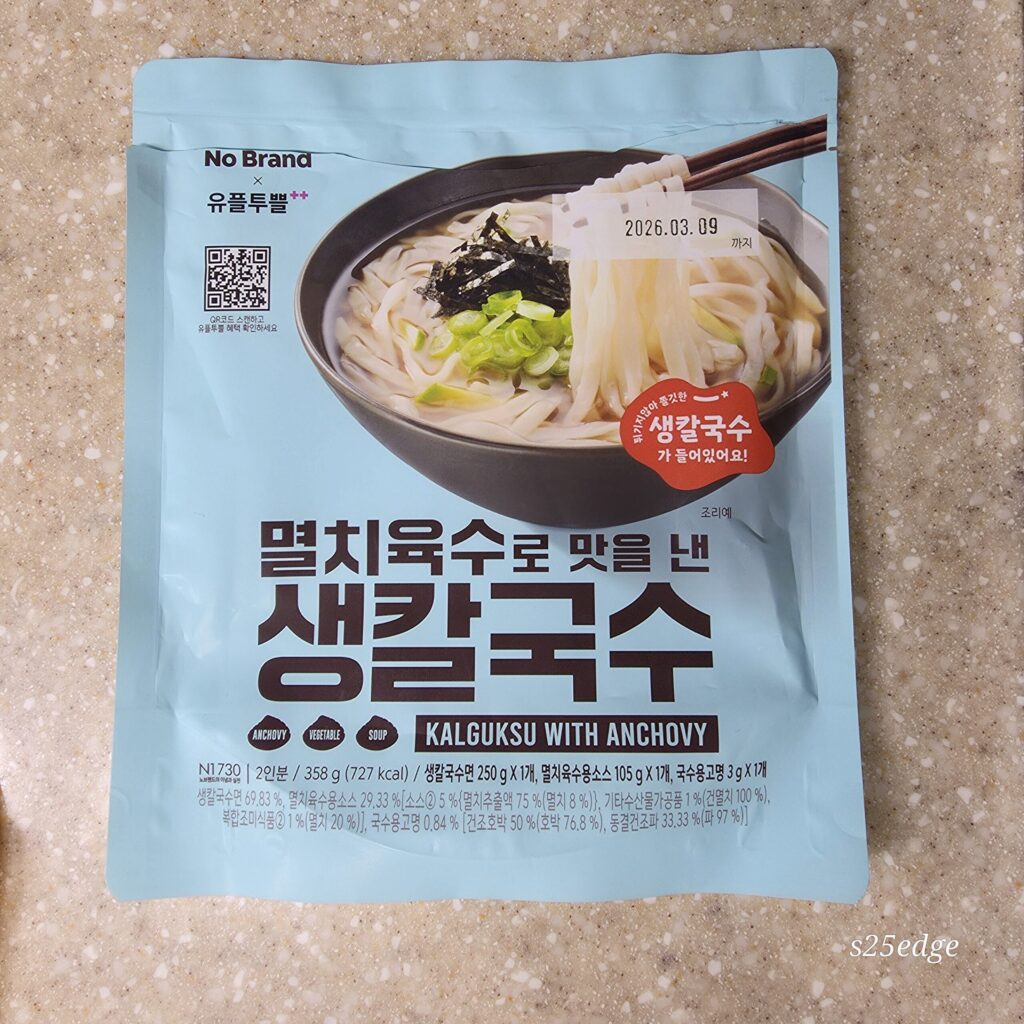 No Brand
×
유플투쁠++
QR코드 스캔하고
유플투쁠 혜택 확인하세요
2026.03.09
까지
튀기지않아 쫄깃한
생칼국수
가 들어있어요!
조리예
멸치육수로 맛을 낸
생칼국수
ANCHOVY VEGETABLE SOUP KALGUKSU WITH ANCHOVY
N1730 2인분 / 358 g (727 kcal) / 생칼국수면 250 g X 1개, 멸치육수용소스 105 g X 1개, 국수용고명 3 g X 1개
생칼국수면 69.83 %, 멸치육수용소스 29.33 %[소스② 5 %{멸치추출액 75 %(멸치 8 %)}, 기타수산물가공품 1 %(건멸치 100 %),
복합조미식품② 1 %(멸치 20 %)], 국수용고명 0.84 % [건조호박 50 %(호박 76.8 %), 동결건조파 33.33 %(파 97 %)]
s25edge